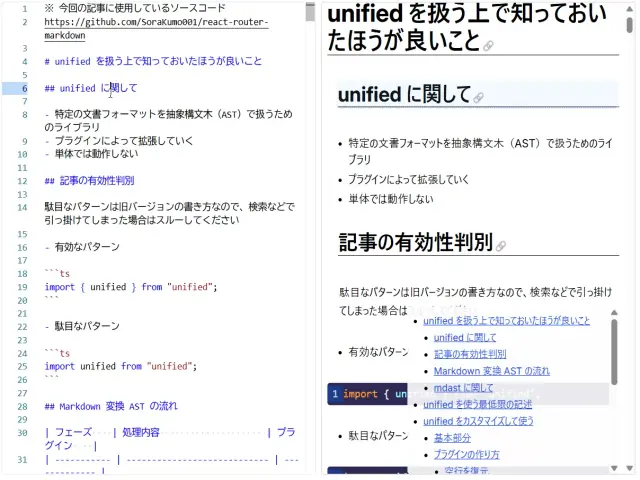 1 ※ 今回の記事に使用しているソースコード
2 https://github.com/SoraKumo001/react-router-
markdown
3
4 # unified を扱う上で知っておいたほうが良いこと
5
6 ## unified に関して
7
8 - 特定の文書フォーマットを抽象構文木（AST）で扱うため
のライブラリ
9 - プラグインによって拡張していく
10 - 単体では動作しない
11
12 ## 記事の有効性判別
13
14 駄目なパターンは旧バージョンの書き方なので、検索などで
引っ掛けてしまった場合はスルーしてください
15
16 - 有効なパターン
17
18 ```ts
19 import { unified } from "unified";
20 ```
21
22 - 駄目なパターン
23
24 ```ts
25 import unified from "unified";
26 ```
27
28 ## Markdown 変換 AST の流れ
29
30 | フェーズ | 処理内容 | プラ
グイン |
31 | ----------- | --------------------------- | ---
----------- |
unified を扱う上で知っておい
たほうが良いこと
unified に関して
• 特定の文書フォーマットを抽象構文木（AST）で扱うためのライ
ブラリ
• プラグインによって拡張していく
• 単体では動作しない
記事の有効性判別
駄目なパターンは旧バージョンの書き方なので、検索などで引っ掛け
てしまった場合は
• 有効なパターン
1 import {
• 駄目なパターン
• unified を扱う上で知っておいたほうが良いこと
• unified に関して
• 記事の有効性判別
• Markdown 変換 AST の流れ
• mdast に関して
• unified を使う最低限の記述
• unified をカスタマイズして使う
• 基本部分
• プラグインの作り方
• 空行を復元